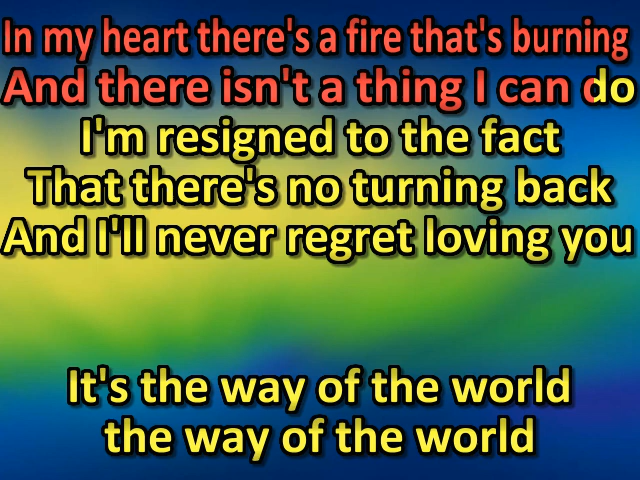 In my heart there's a fire that's burning
And there isn't a thing I can do
I'm resigned to the fact
That there's no turning back
And I'll never regret loving you
It's the way of the world
the way of the world